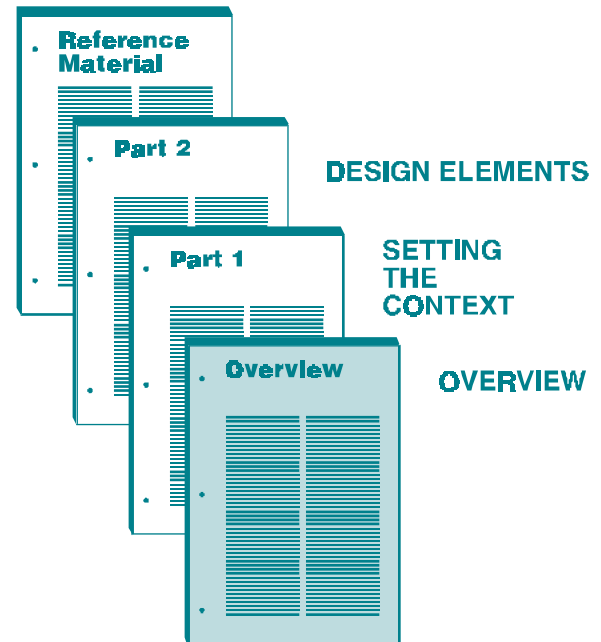 Reference
Material
Part 2
DESIGN ELEMENTS
Part 1
SETTING
THE
CONTEXT
Overview
OVERVIEW